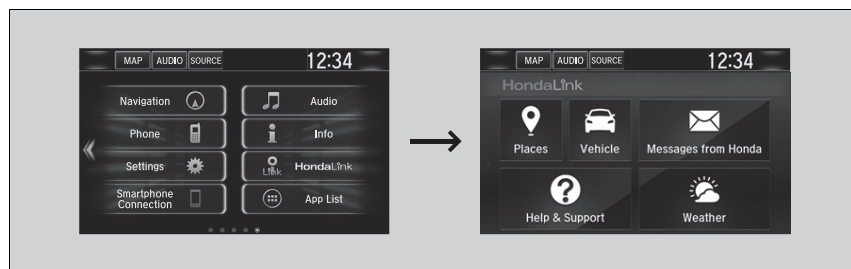 MAP AUDIO SOURCE 12:34
Navigation
Audio
Phone
Info
Settings
Link HondaLink
Smartphone
Connection
App List
MAP AUDIO SOURCE 12:34
HondaLink
Places
Vehicle
Messages from Honda
Help & Support
Weather